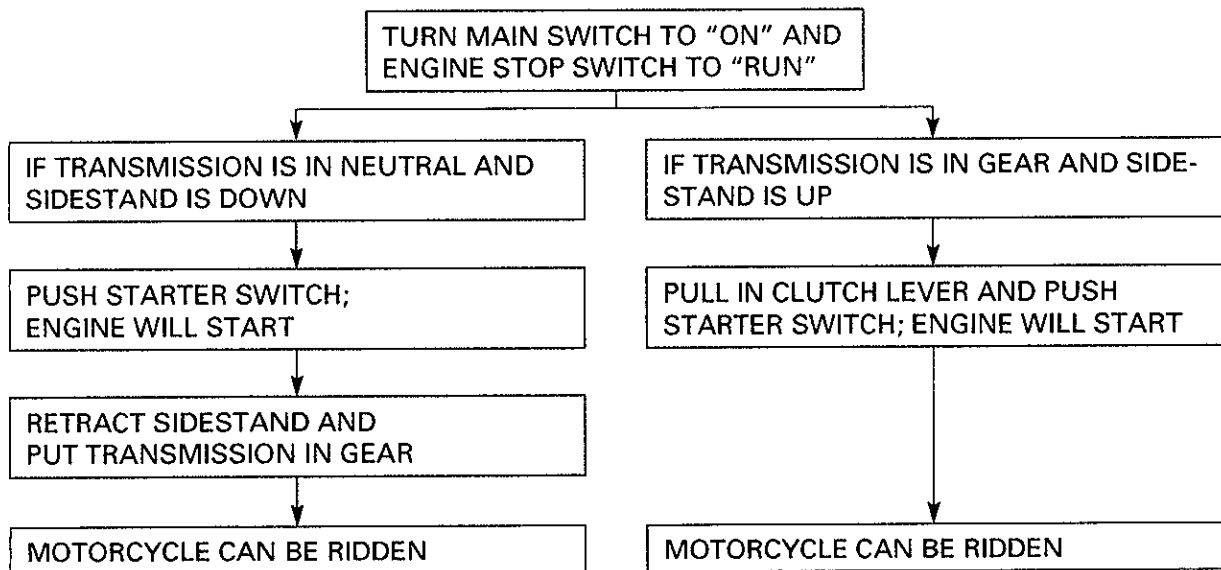 TURN MAIN SWITCH TO "ON" AND
ENGINE STOP SWITCH TO "RUN"
IF TRANSMISSION IS IN NEUTRAL AND
SIDESTAND IS DOWN
PUSH STARTER SWITCH;
ENGINE WILL START
RETRACT SIDESTAND AND
PUT TRANSMISSION IN GEAR
MOTORCYCLE CAN BE RIDDEN
IF TRANSMISSION IS IN GEAR AND SIDE-
STAND IS UP
PULL IN CLUTCH LEVER AND PUSH
STARTER SWITCH; ENGINE WILL START
MOTORCYCLE CAN BE RIDDEN